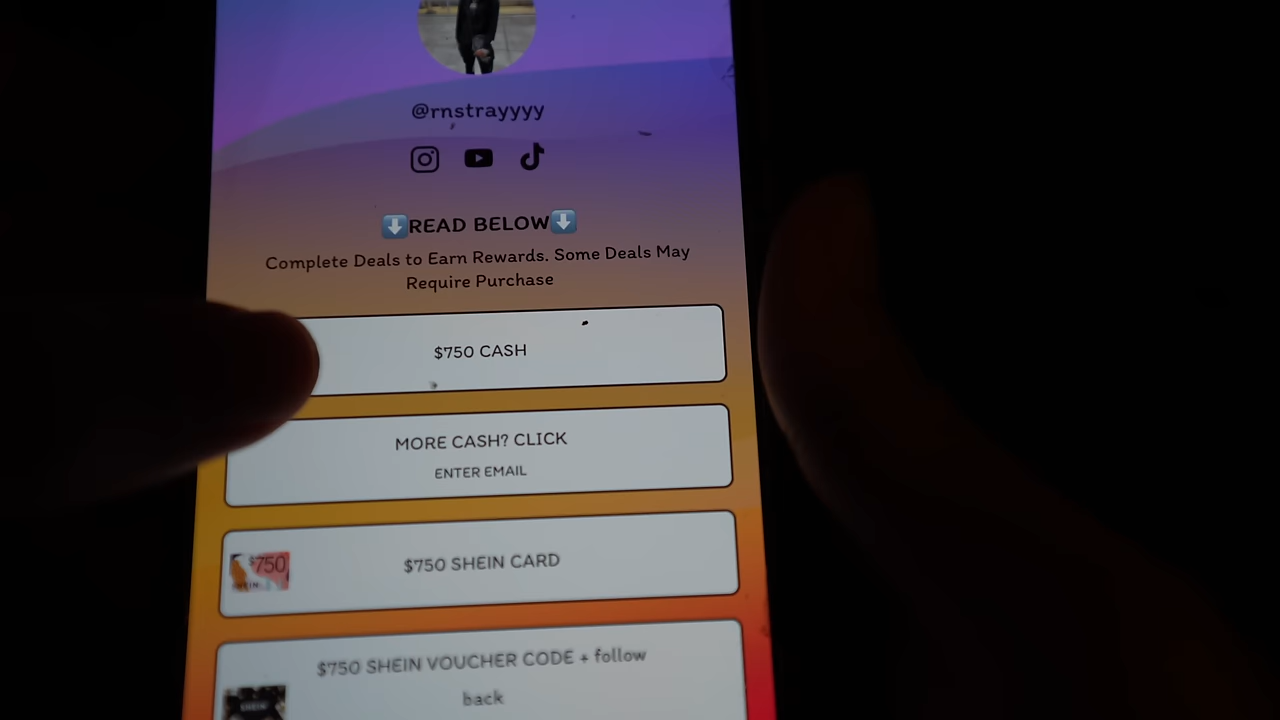 @rnstrayyyy
⬇️READ BELOW⬇️
Complete Deals to Earn Rewards. Some Deals May
Require Purchase
$750 CASH
MORE CASH? CLICK
ENTER EMAIL
$750
$750 SHEIN CARD
$750 SHEIN VOUCHER CODE + follow
back